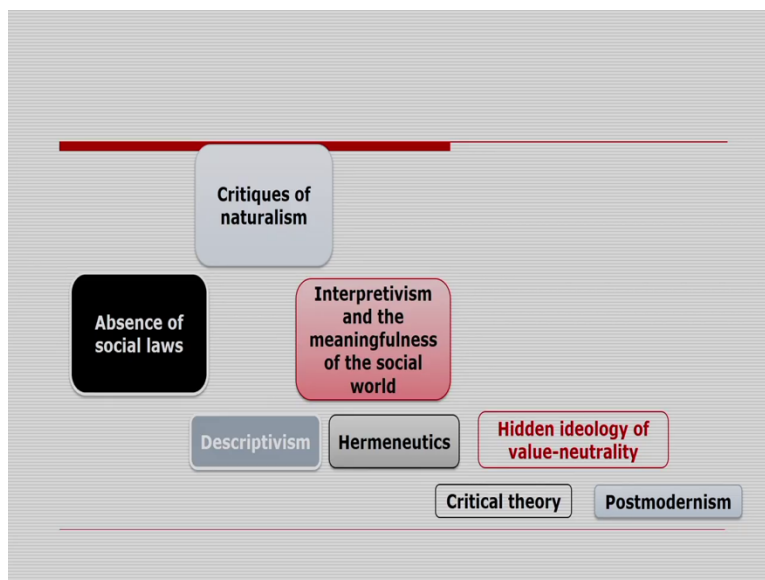 Critiques of
naturalism
Absence of
social laws
Interpretivism
and the
meaningfulness
of the social
world
Descriptivism
Hermeneutics
Hidden ideology of
value-neutrality
Critical theory
Postmodernism